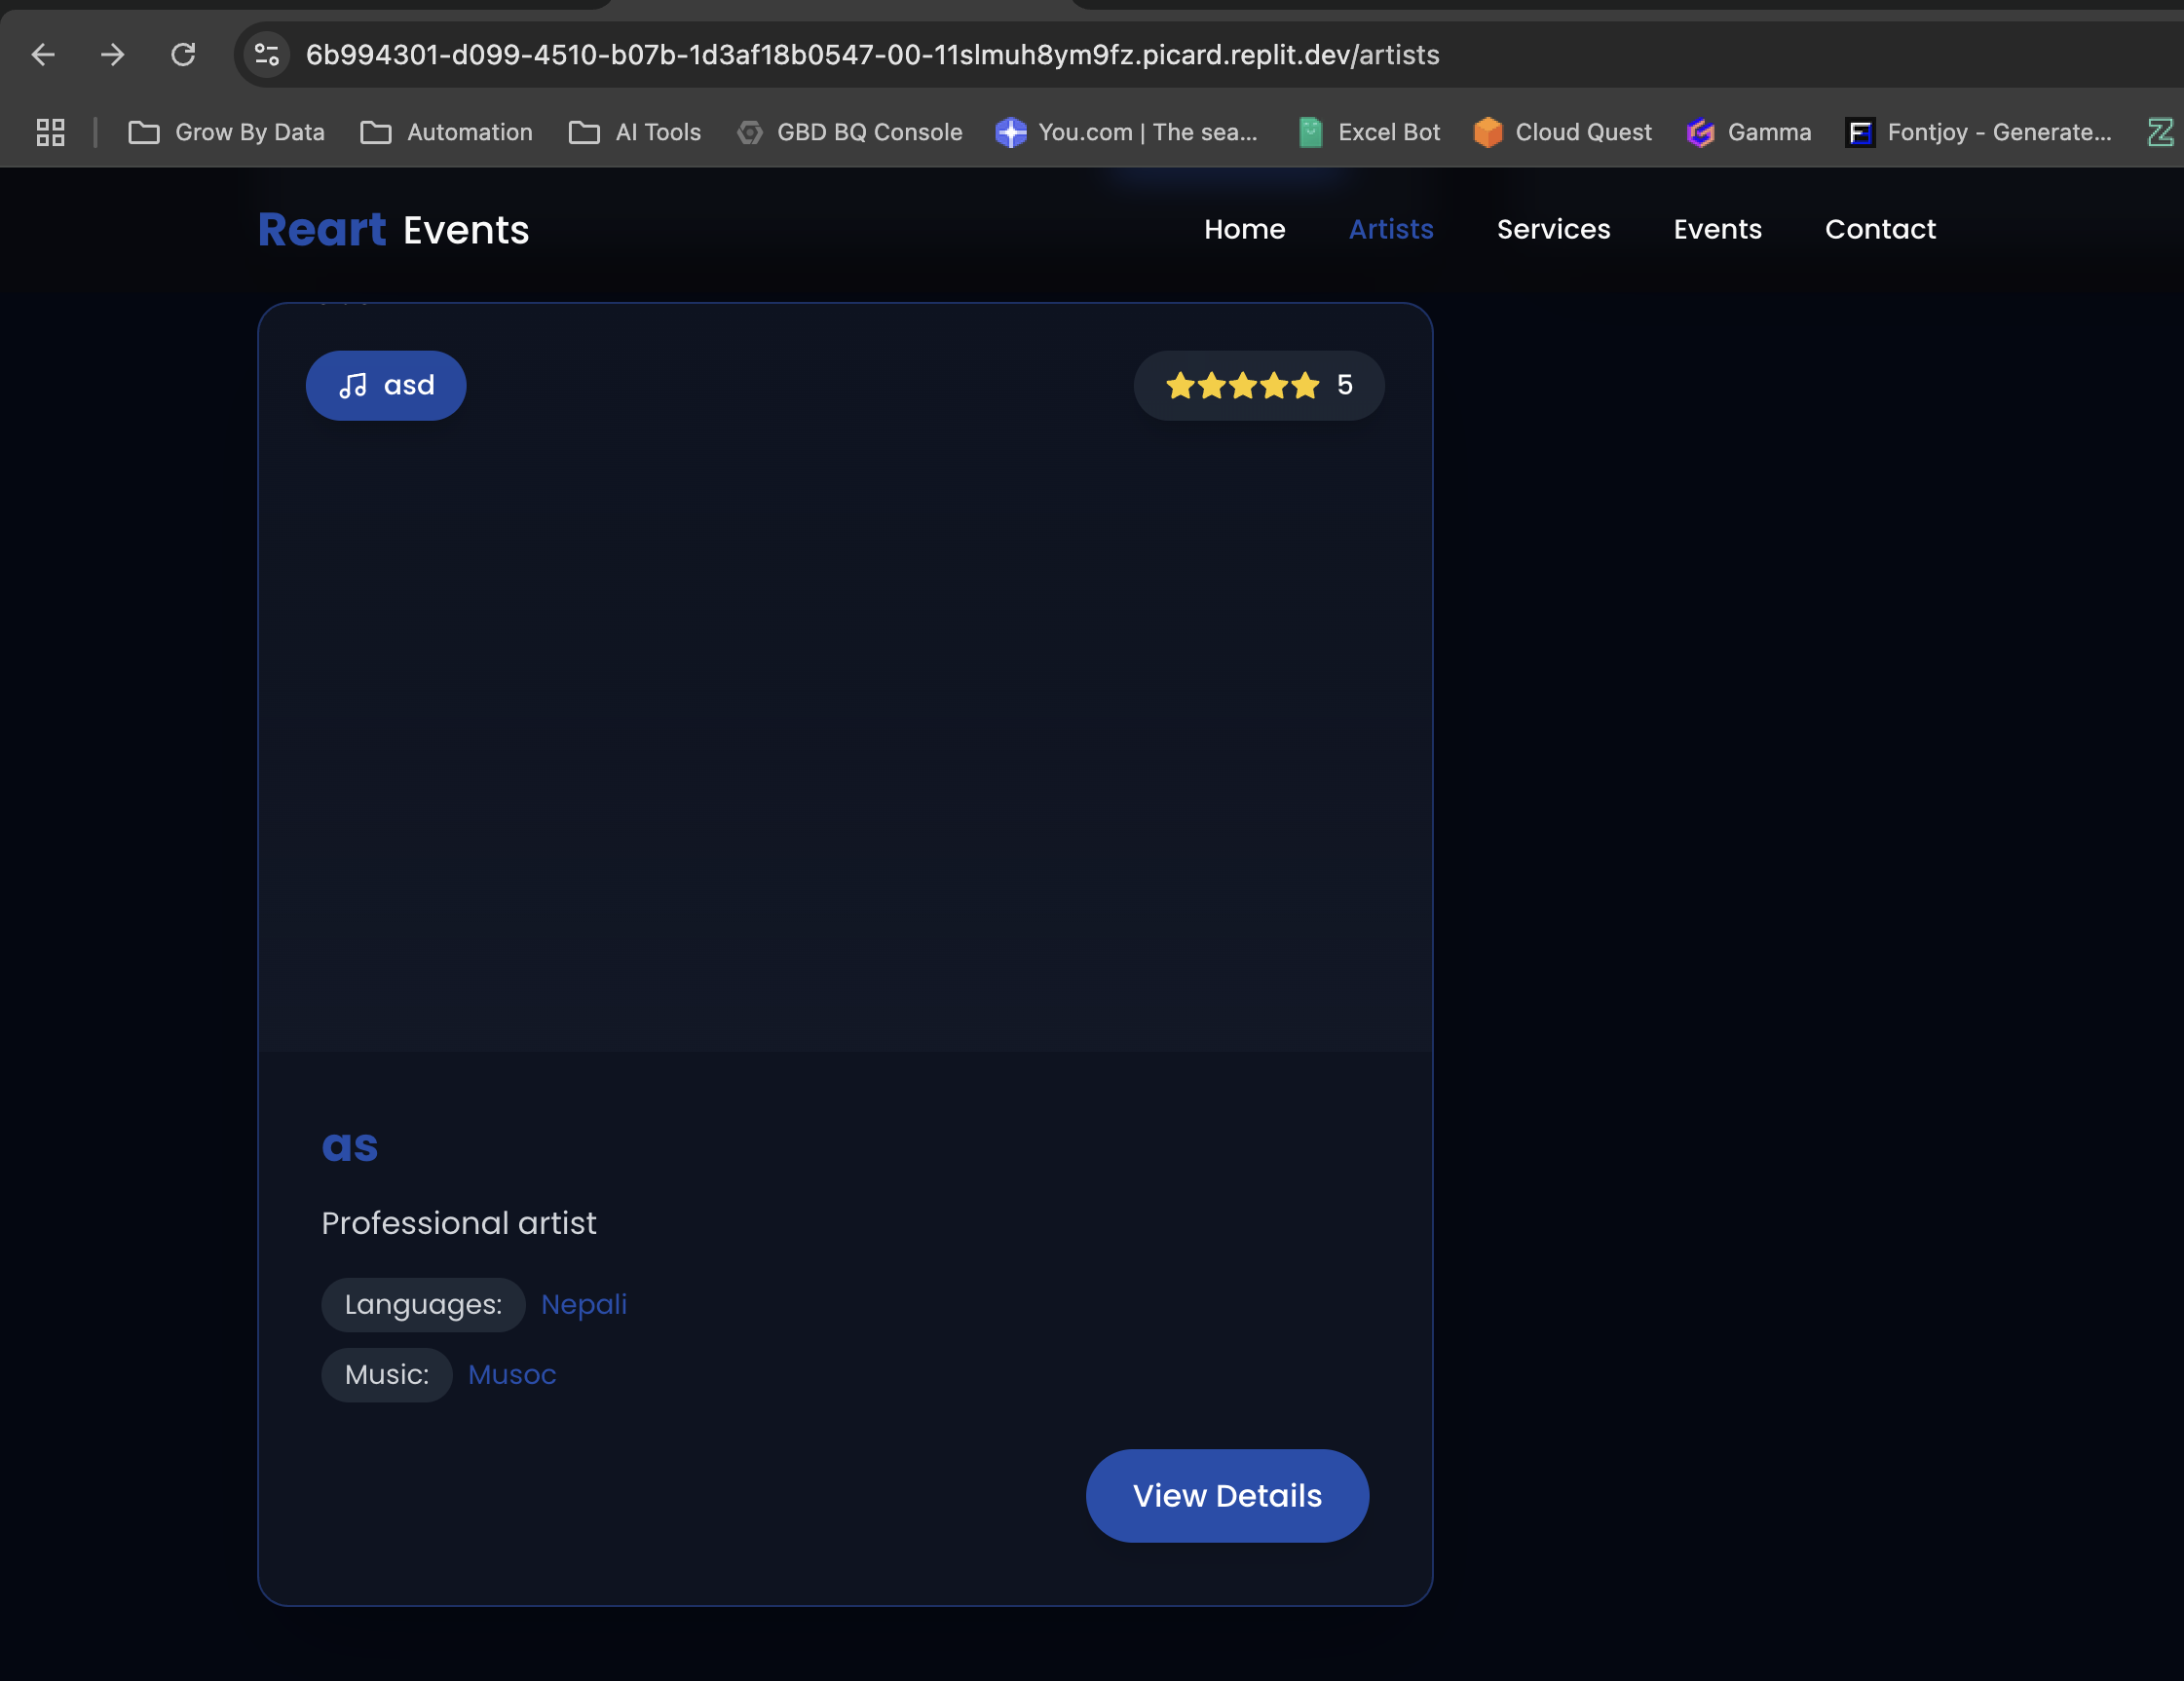 6b994301-d099-4510-b07b-1d3af18b0547-00-11slmuh8ym9fz.picard.replit.dev/artists
Grow By Data Automation AI Tools GBD BQ Console You.com | The sea... Excel Bot Cloud Quest Gamma Fontjoy - Generate...
Reart Events Home Artists Services Events Contact
asd 5
as
Professional artist
Languages: Nepali
Music: Musoc
View Details